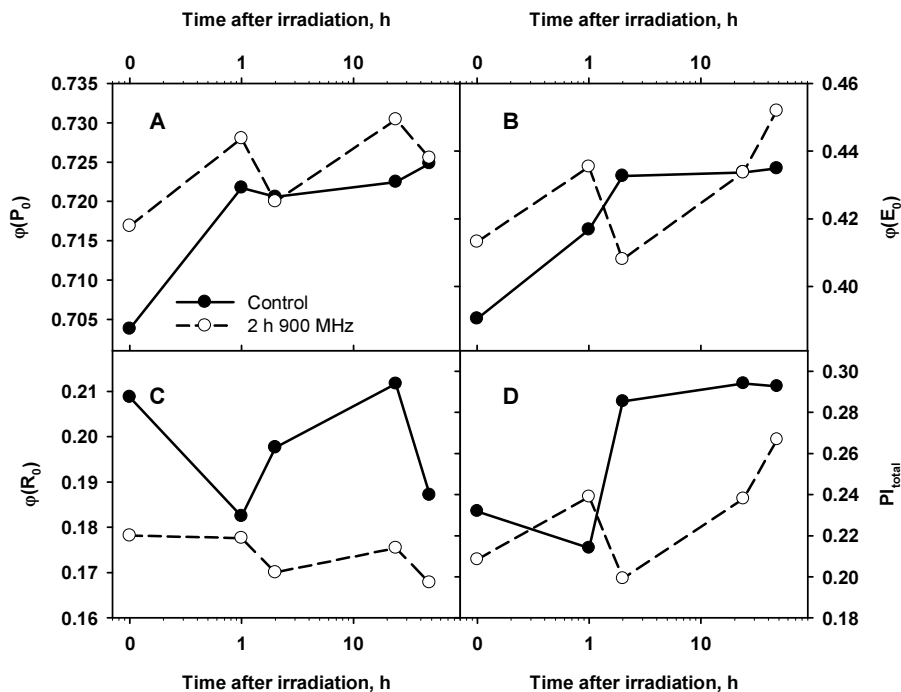 Time after irradiation, h Time after irradiation, h
0 1 10 0 1 10
0.735 0.46
A B
0.730
0.44
0.725
φ(P0) 0.720 0.42 φ(E0)
0.715
0.710 0.40
Control
0.705 2 h 900 MHz
C D 0.30
0.21
0.28
0.20 0.26
φ(R0) 0.19 0.24 PItotal
0.18 0.22
0.17 0.20
0.16 0.18
0 1 10 0 1 10
Time after irradiation, h Time after irradiation, h